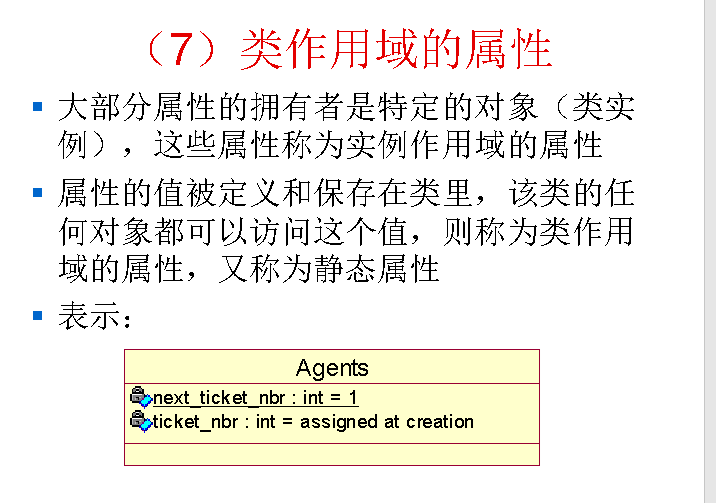 （7）类作用域的属性
大部分属性的拥有者是特定的对象（类实
例），这些属性称为实例作用域的属性
属性的值被定义和保存在类里，该类的任
何对象都可以访问这个值，则称为类作用
域的属性，又称为静态属性
表示：
Agents
next_ticket_nbr : int = 1
ticket_nbr : int = assigned at creation